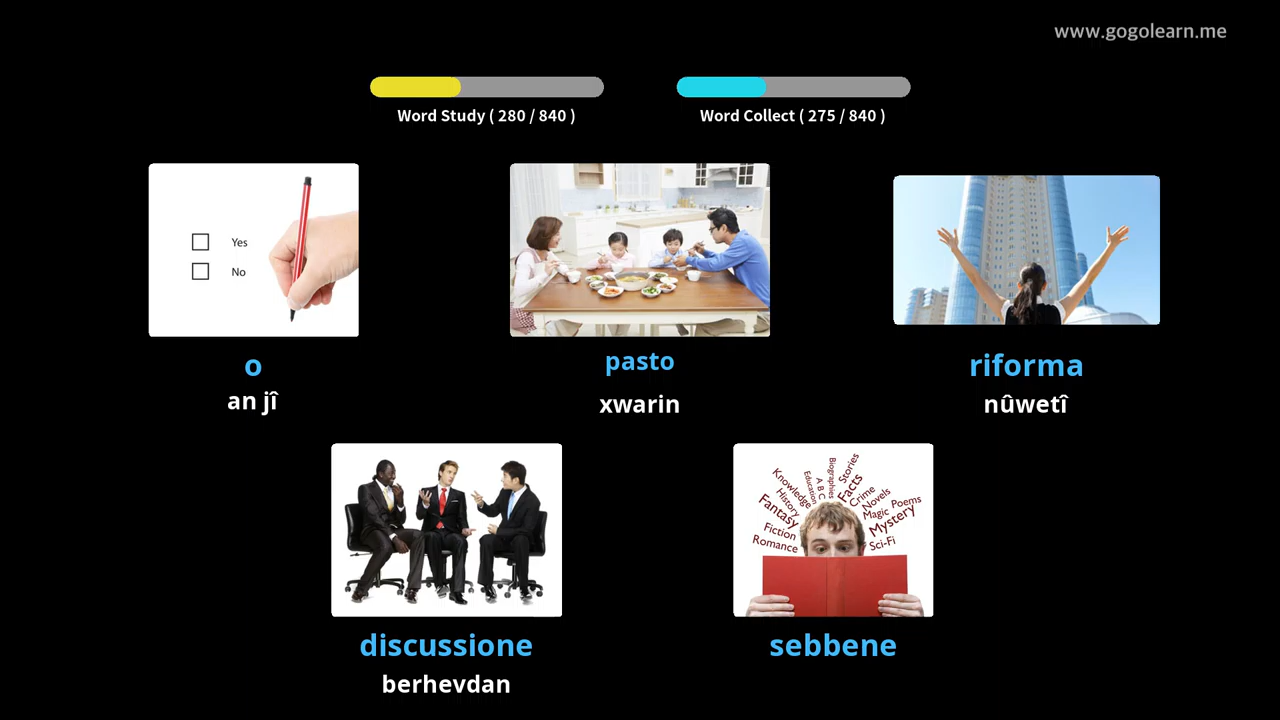 www.gogolearn.me
Word Study ( 280 / 840 )
Word Collect ( 275 / 840 )
Yes
No
o
an jî
pasto
xwarin
riforma
nûwetî
Stories
Biographies
Knowledge
Education
A B C
Facts
Crime
History
Novels
Poems
Fantasy
Magic
Mystery
Fiction
Romance
Sci-Fi
discussione
berhevdan
sebbene